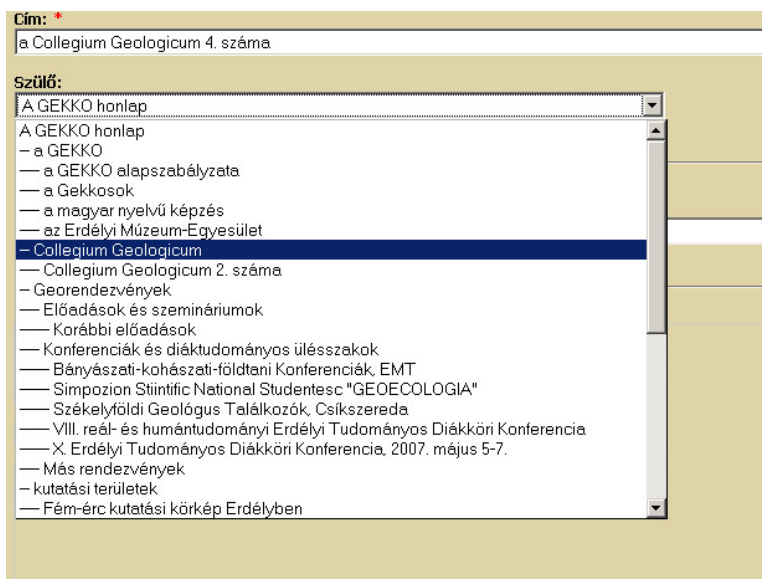 Cím: *
a Collegium Geologicum 4. száma
Szülő:
A GEKKO honlap
A GEKKO honlap
– a GEKKO
–– a GEKKO alapszabályzata
–– a Gekkosok
–– a magyar nyelvű képzés
–– az Erdélyi Múzeum-Egyesület
– Collegium Geologicum
–– Collegium Geologicum 2. száma
– Georendezvények
–– Előadások és szemináriumok
––– Korábbi előadások
–– Konferenciák és diáktudományos ülésszakok
––– Bányászati-kohászati-földtani Konferenciák, EMT
––– Simpozion Stiintific National Studentesc "GEOECOLOGIA"
––– Székelyföldi Geológus Találkozók, Csíkszereda
––– VIII. reál- és humántudományi Erdélyi Tudományos Diákköri Konferencia
––– X. Erdélyi Tudományos Diákköri Konferencia, 2007. május 5-7.
–– Más rendezvények
– kutatási területek
–– Fém-érc kutatási körkép Erdélyben